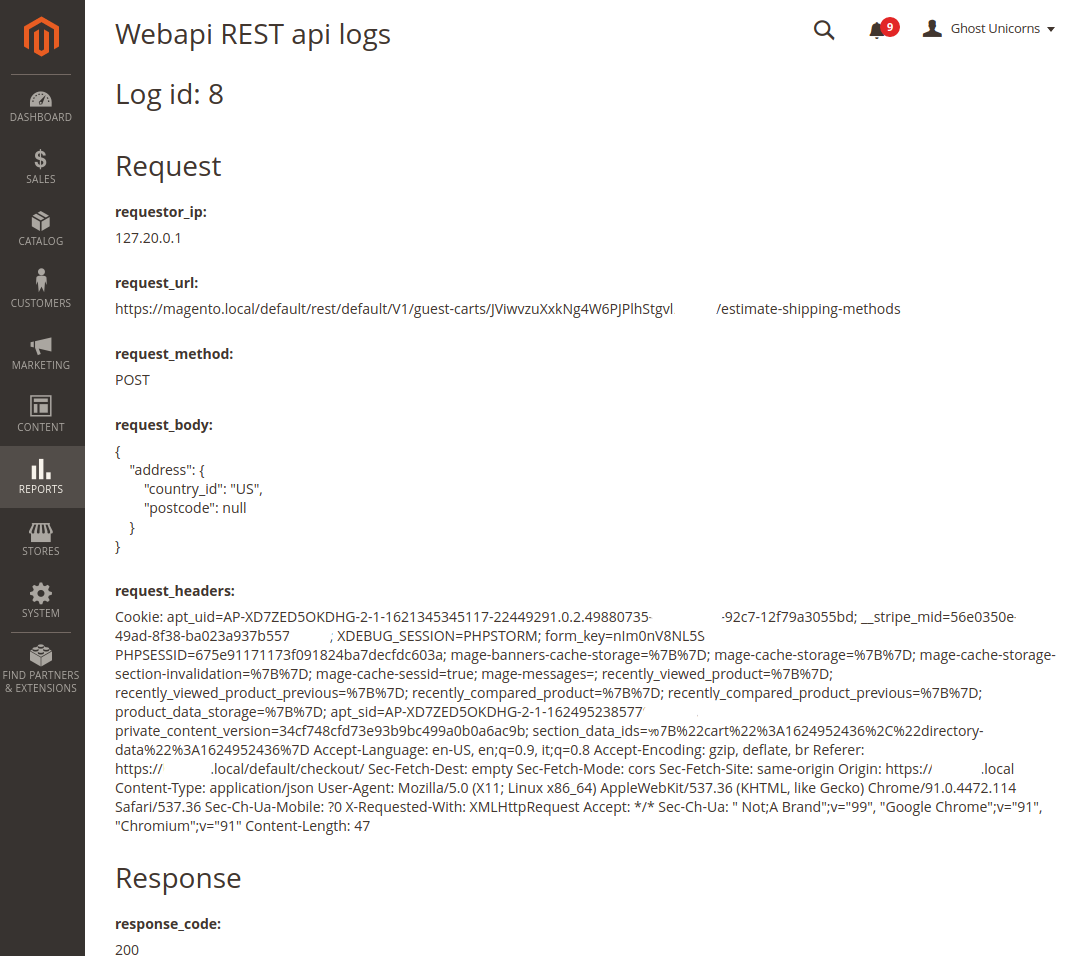 Webapi REST api logs
9
Ghost Unicorns
DASHBOARD
SALES
CATALOG
CUSTOMERS
MARKETING
CONTENT
REPORTS
STORES
SYSTEM
FIND PARTNERS
& EXTENSIONS
Log id: 8
Request
requestor_ip:
127.20.0.1
request_url:
https://magento.local/default/rest/default/V1/guest-carts/JViwvzuXxkNg4W6PJPlhStgvl /estimate-shipping-methods
request_method:
POST
request_body:
{
"address": {
"country_id": "US",
"postcode": null
}
}
request_headers:
Cookie: apt_uid=AP-XD7ZED5OKDHG-2-1-1621345345117-22449291.0.2.49880735- -92c7-12f79a3055bd; __stripe_mid=56e0350e-
49ad-8f38-ba023a937b557 ; XDEBUG_SESSION=PHPSTORM; form_key=nIm0nV8NL5S
PHPSESSID=675e91171173f091824ba7decfdc603a; mage-banners-cache-storage=%7B%7D; mage-cache-storage=%7B%7D; mage-cache-storage-
section-invalidation=%7B%7D; mage-cache-sessid=true; mage-messages=; recently_viewed_product=%7B%7D;
recently_viewed_product_previous=%7B%7D; recently_compared_product=%7B%7D; recently_compared_product_previous=%7B%7D;
product_data_storage=%7B%7D; apt_sid=AP-XD7ZED5OKDHG-2-1-162495238577
private_content_version=34cf748cfd73e93b9bc499a0b0a6ac9b; section_data_ids=%7B%22cart%22%3A1624952436%2C%22directory-
data%22%3A1624952436%7D Accept-Language: en-US, en;q=0.9, it;q=0.8 Accept-Encoding: gzip, deflate, br Referer:
https:// .local/default/checkout/ Sec-Fetch-Dest: empty Sec-Fetch-Mode: cors Sec-Fetch-Site: same-origin Origin: https:// .local
Content-Type: application/json User-Agent: Mozilla/5.0 (X11; Linux x86_64) AppleWebKit/537.36 (KHTML, like Gecko) Chrome/91.0.4472.114
Safari/537.36 Sec-Ch-Ua-Mobile: ?0 X-Requested-With: XMLHttpRequest Accept: */* Sec-Ch-Ua: " Not;A Brand";v="99", "Google Chrome";v="91",
"Chromium";v="91" Content-Length: 47
Response
response_code:
200